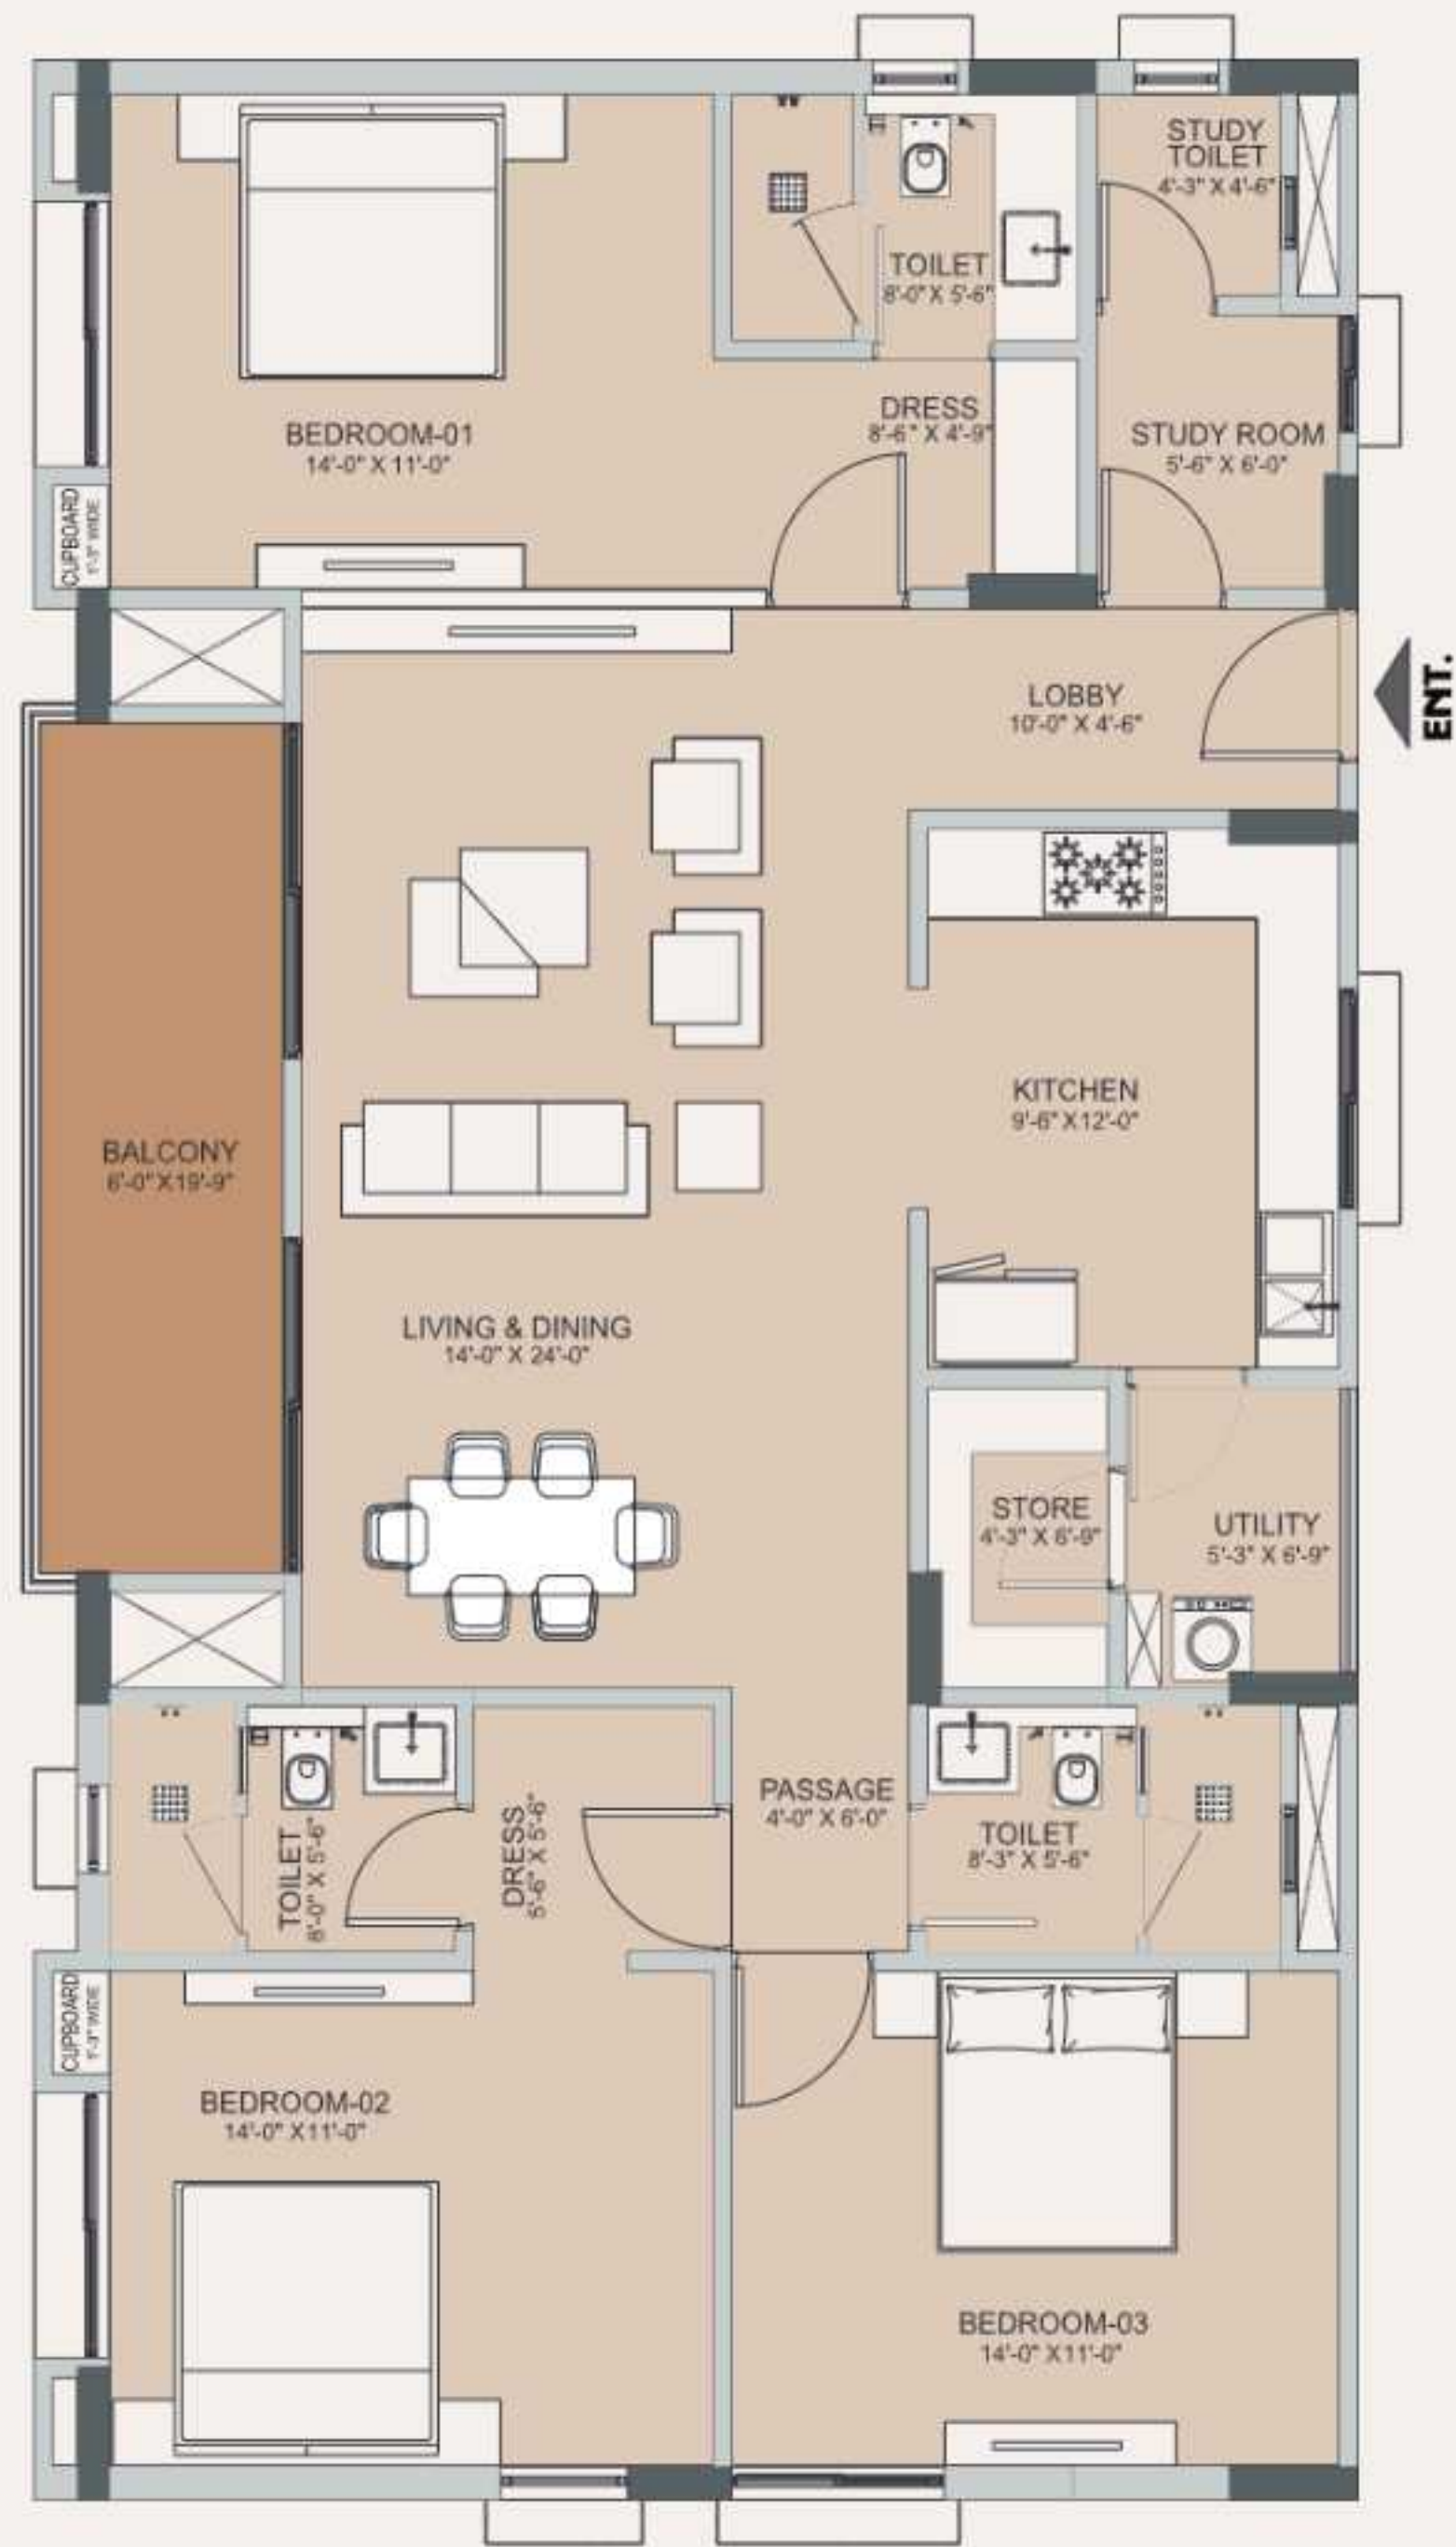 STUDY
TOILET
4'-3" X 4'-6"
TOILET
8'-0" X 5'-6"
DRESS
8'-6" X 4'-9"
BEDROOM-01
14'-0" X 11'-0"
STUDY ROOM
5'-6" X 6'-0"
CUPBOARD
1'-3" WIDE
LOBBY
10'-0" X 4'-6"
ENT.
KITCHEN
9'-6" X 12'-0"
BALCONY
6'-0" X 19'-9"
LIVING & DINING
14'-0" X 24'-0"
STORE
4'-3" X 6'-9"
UTILITY
5'-3" X 6'-9"
PASSAGE
4'-0" X 6'-0"
TOILET
8'-0" X 5'-6"
DRESS
TOILET
8'-3" X 5'-6"
CUPBOARD
1'-3" WIDE
BEDROOM-02
14'-0" X 11'-0"
BEDROOM-03
14'-0" X 11'-0"